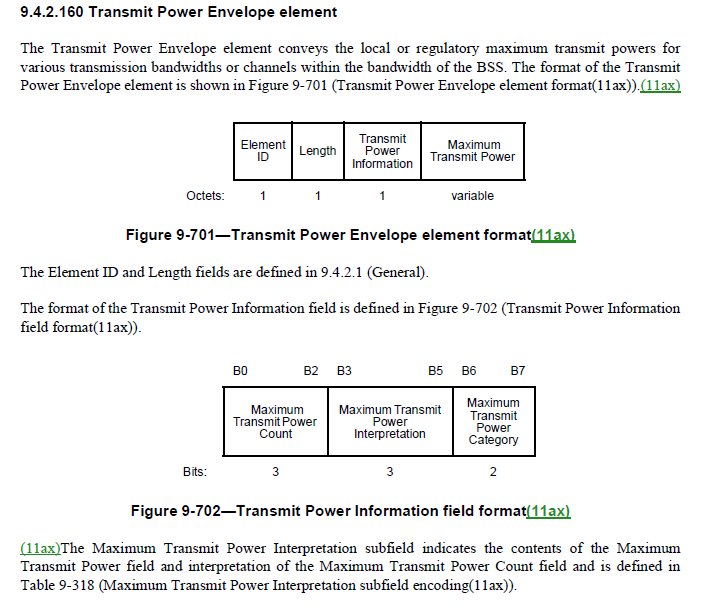 9.4.2.160 Transmit Power Envelope element
The Transmit Power Envelope element conveys the local or regulatory maximum transmit powers for
various transmission bandwidths or channels within the bandwidth of the BSS. The format of the Transmit
Power Envelope element is shown in Figure 9-701 (Transmit Power Envelope element format(11ax)).(11ax)
Element ID Length Transmit Power Information Maximum Transmit Power
Octets: 1 1 1 variable
Figure 9-701—Transmit Power Envelope element format(11ax)
The Element ID and Length fields are defined in 9.4.2.1 (General).
The format of the Transmit Power Information field is defined in Figure 9-702 (Transmit Power Information
field format(11ax)).
B0 B2 B3 B5 B6 B7
Maximum Transmit Power Count Maximum Transmit Power Interpretation Maximum Transmit Power Category
Bits: 3 3 2
Figure 9-702—Transmit Power Information field format(11ax)
(11ax)The Maximum Transmit Power Interpretation subfield indicates the contents of the Maximum
Transmit Power field and interpretation of the Maximum Transmit Power Count field and is defined in
Table 9-318 (Maximum Transmit Power Interpretation subfield encoding(11ax)).